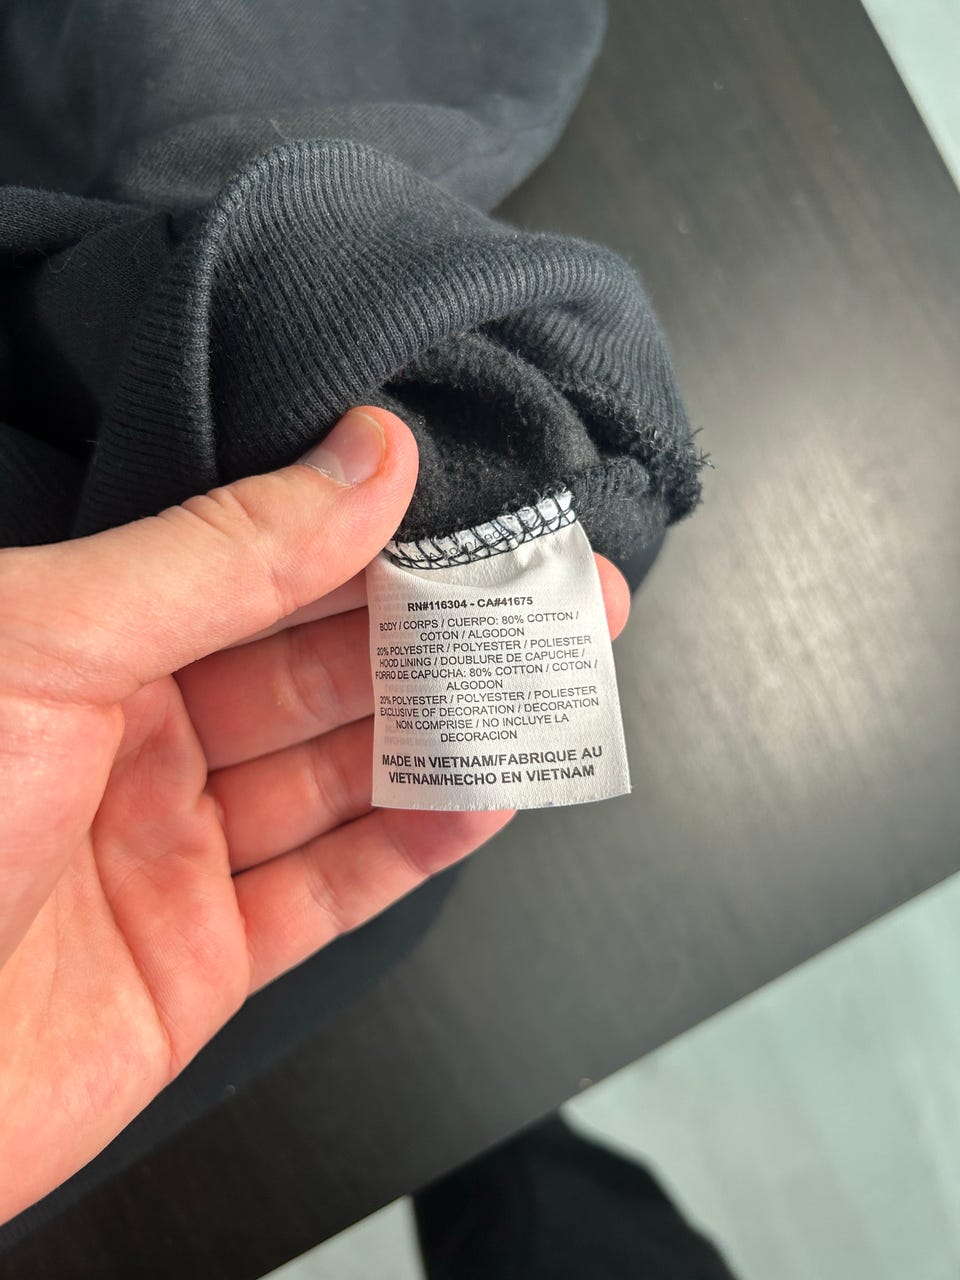 RN#116304 - CA#41675
BODY / CORPS / CUERPO: 80% COTTON /
COTON / ALGODON
20% POLYESTER / POLYESTER / POLIESTER
HOOD LINING / DOUBLURE DE CAPUCHE /
FORRO DE CAPUCHA: 80% COTTON / COTON /
ALGODON
20% POLYESTER / POLYESTER / POLIESTER
EXCLUSIVE OF DECORATION / DECORATION
NON COMPRISE / NO INCLUYE LA
DECORACION
MADE IN VIETNAM/FABRIQUE AU
VIETNAM/HECHO EN VIETNAM